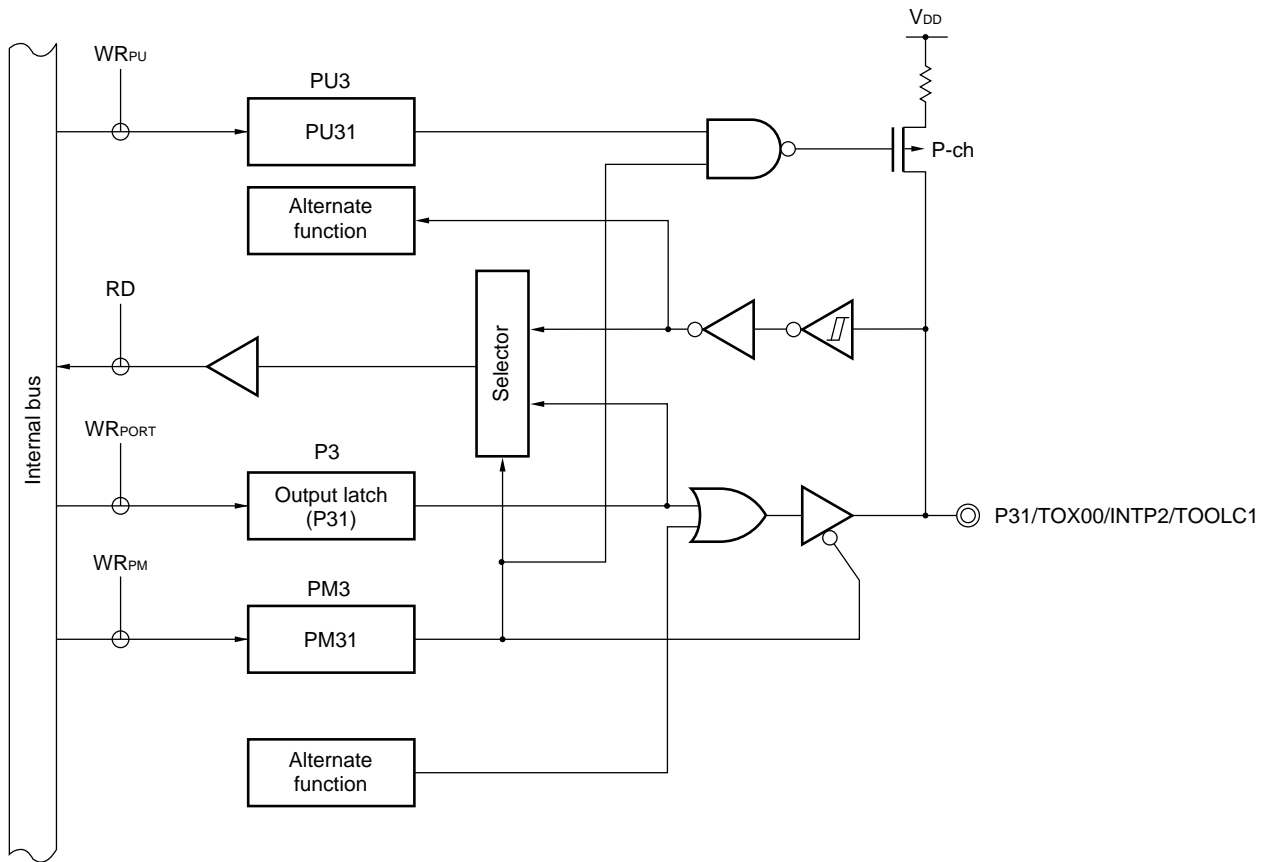 VDD
WRPU
PU3
PU31
P-ch
Alternate
function
RD
Selector
Internal bus
WRPORT
P3
Output latch
(P31)
P31/TOX00/INTP2/TOOLC1
WRPM
PM3
PM31
Alternate
function